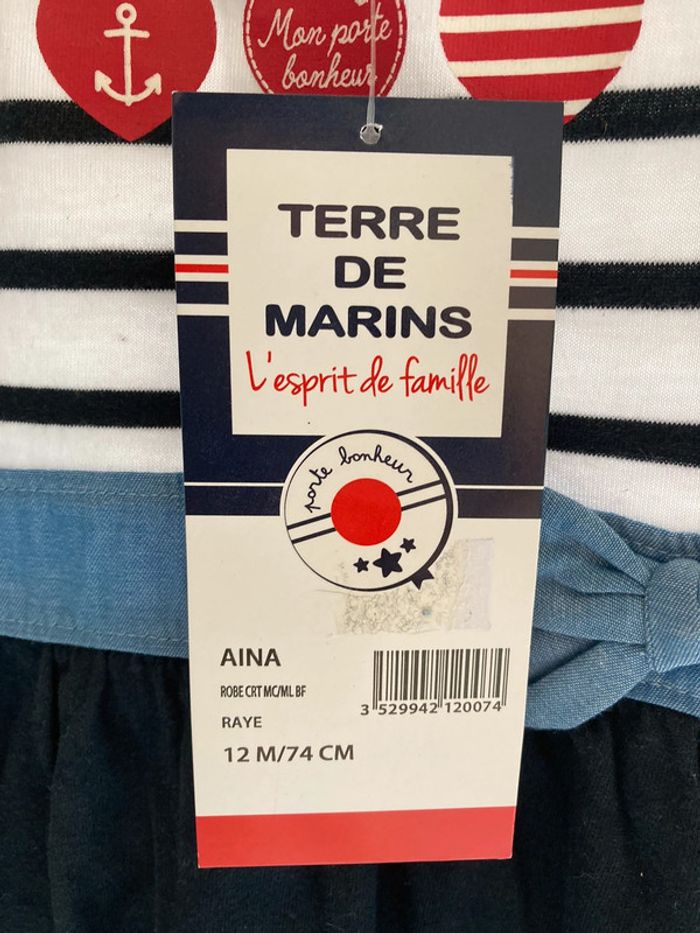 Mon porte
bonheur
TERRE
DE
MARINS
L'esprit de famille
porte bonheur
AINA
ROBE CRT MC/ML BF
RAYE
12 M/74 CM
3 529942 120074